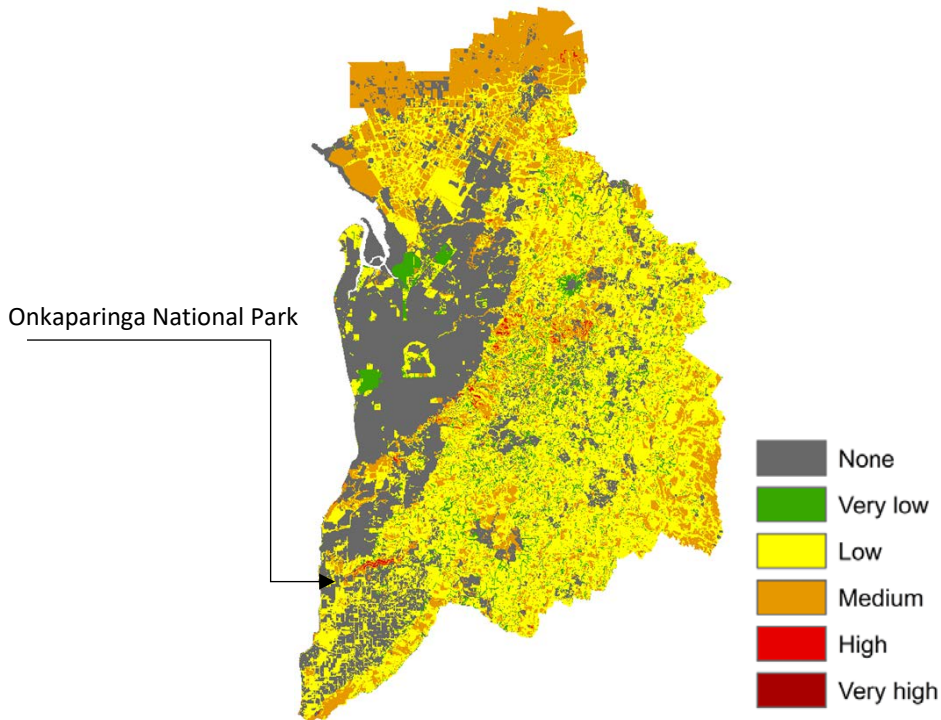 Onkaparinga National Park
None
Very low
Low
Medium
High
Very high